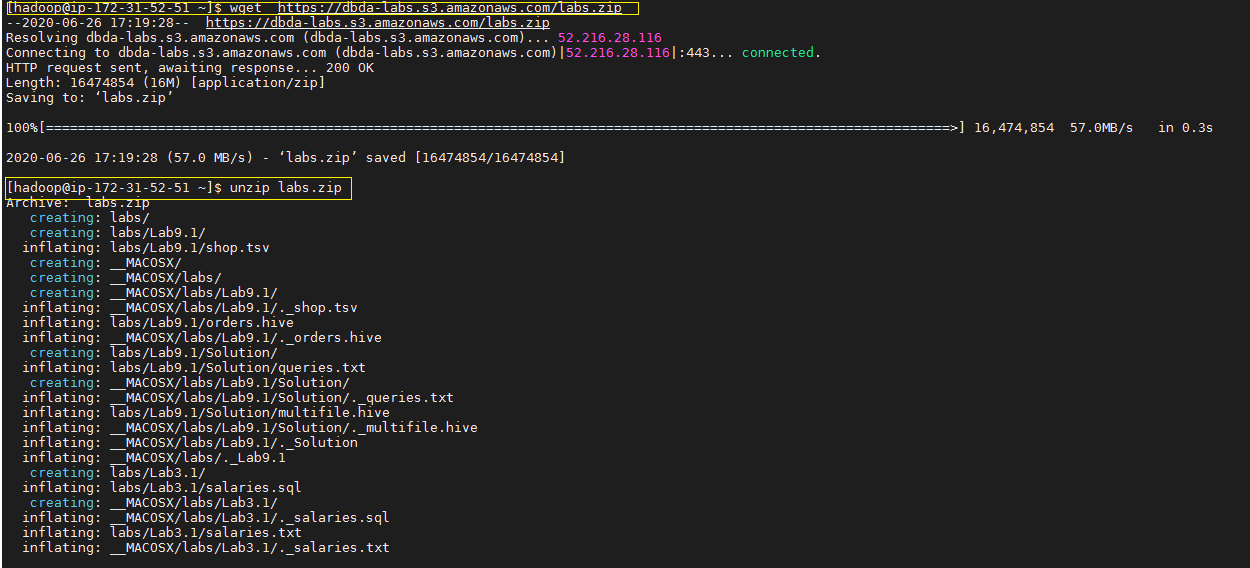 [hadoop@ip-172-31-52-51 ~]$ wget  https://dbda-labs.s3.amazonaws.com/labs.zip
--2020-06-26 17:19:28--  https://dbda-labs.s3.amazonaws.com/labs.zip
Resolving dbda-labs.s3.amazonaws.com (dbda-labs.s3.amazonaws.com)... 52.216.28.116
Connecting to dbda-labs.s3.amazonaws.com (dbda-labs.s3.amazonaws.com)|52.216.28.116|:443... connected.
HTTP request sent, awaiting response... 200 OK
Length: 16474854 (16M) [application/zip]
Saving to: ‘labs.zip’
100%[=================================================================================================================>] 16,474,854  57.0MB/s   in 0.3s
2020-06-26 17:19:28 (57.0 MB/s) - ‘labs.zip’ saved [16474854/16474854]
[hadoop@ip-172-31-52-51 ~]$ unzip labs.zip
Archive:  labs.zip
creating: labs/
creating: labs/Lab9.1/
inflating: labs/Lab9.1/shop.tsv
creating: __MACOSX/
creating: __MACOSX/labs/
creating: __MACOSX/labs/Lab9.1/
inflating: __MACOSX/labs/Lab9.1/._shop.tsv
inflating: labs/Lab9.1/orders.hive
inflating: __MACOSX/labs/Lab9.1/._orders.hive
creating: labs/Lab9.1/Solution/
inflating: labs/Lab9.1/Solution/queries.txt
creating: __MACOSX/labs/Lab9.1/Solution/
inflating: __MACOSX/labs/Lab9.1/Solution/._queries.txt
inflating: labs/Lab9.1/Solution/multifile.hive
inflating: __MACOSX/labs/Lab9.1/Solution/._multifile.hive
inflating: __MACOSX/labs/Lab9.1/._Solution
inflating: __MACOSX/labs/._Lab9.1
creating: labs/Lab3.1/
inflating: labs/Lab3.1/salaries.sql
creating: __MACOSX/labs/Lab3.1/
inflating: __MACOSX/labs/Lab3.1/._salaries.sql
inflating: labs/Lab3.1/salaries.txt
inflating: __MACOSX/labs/Lab3.1/._salaries.txt